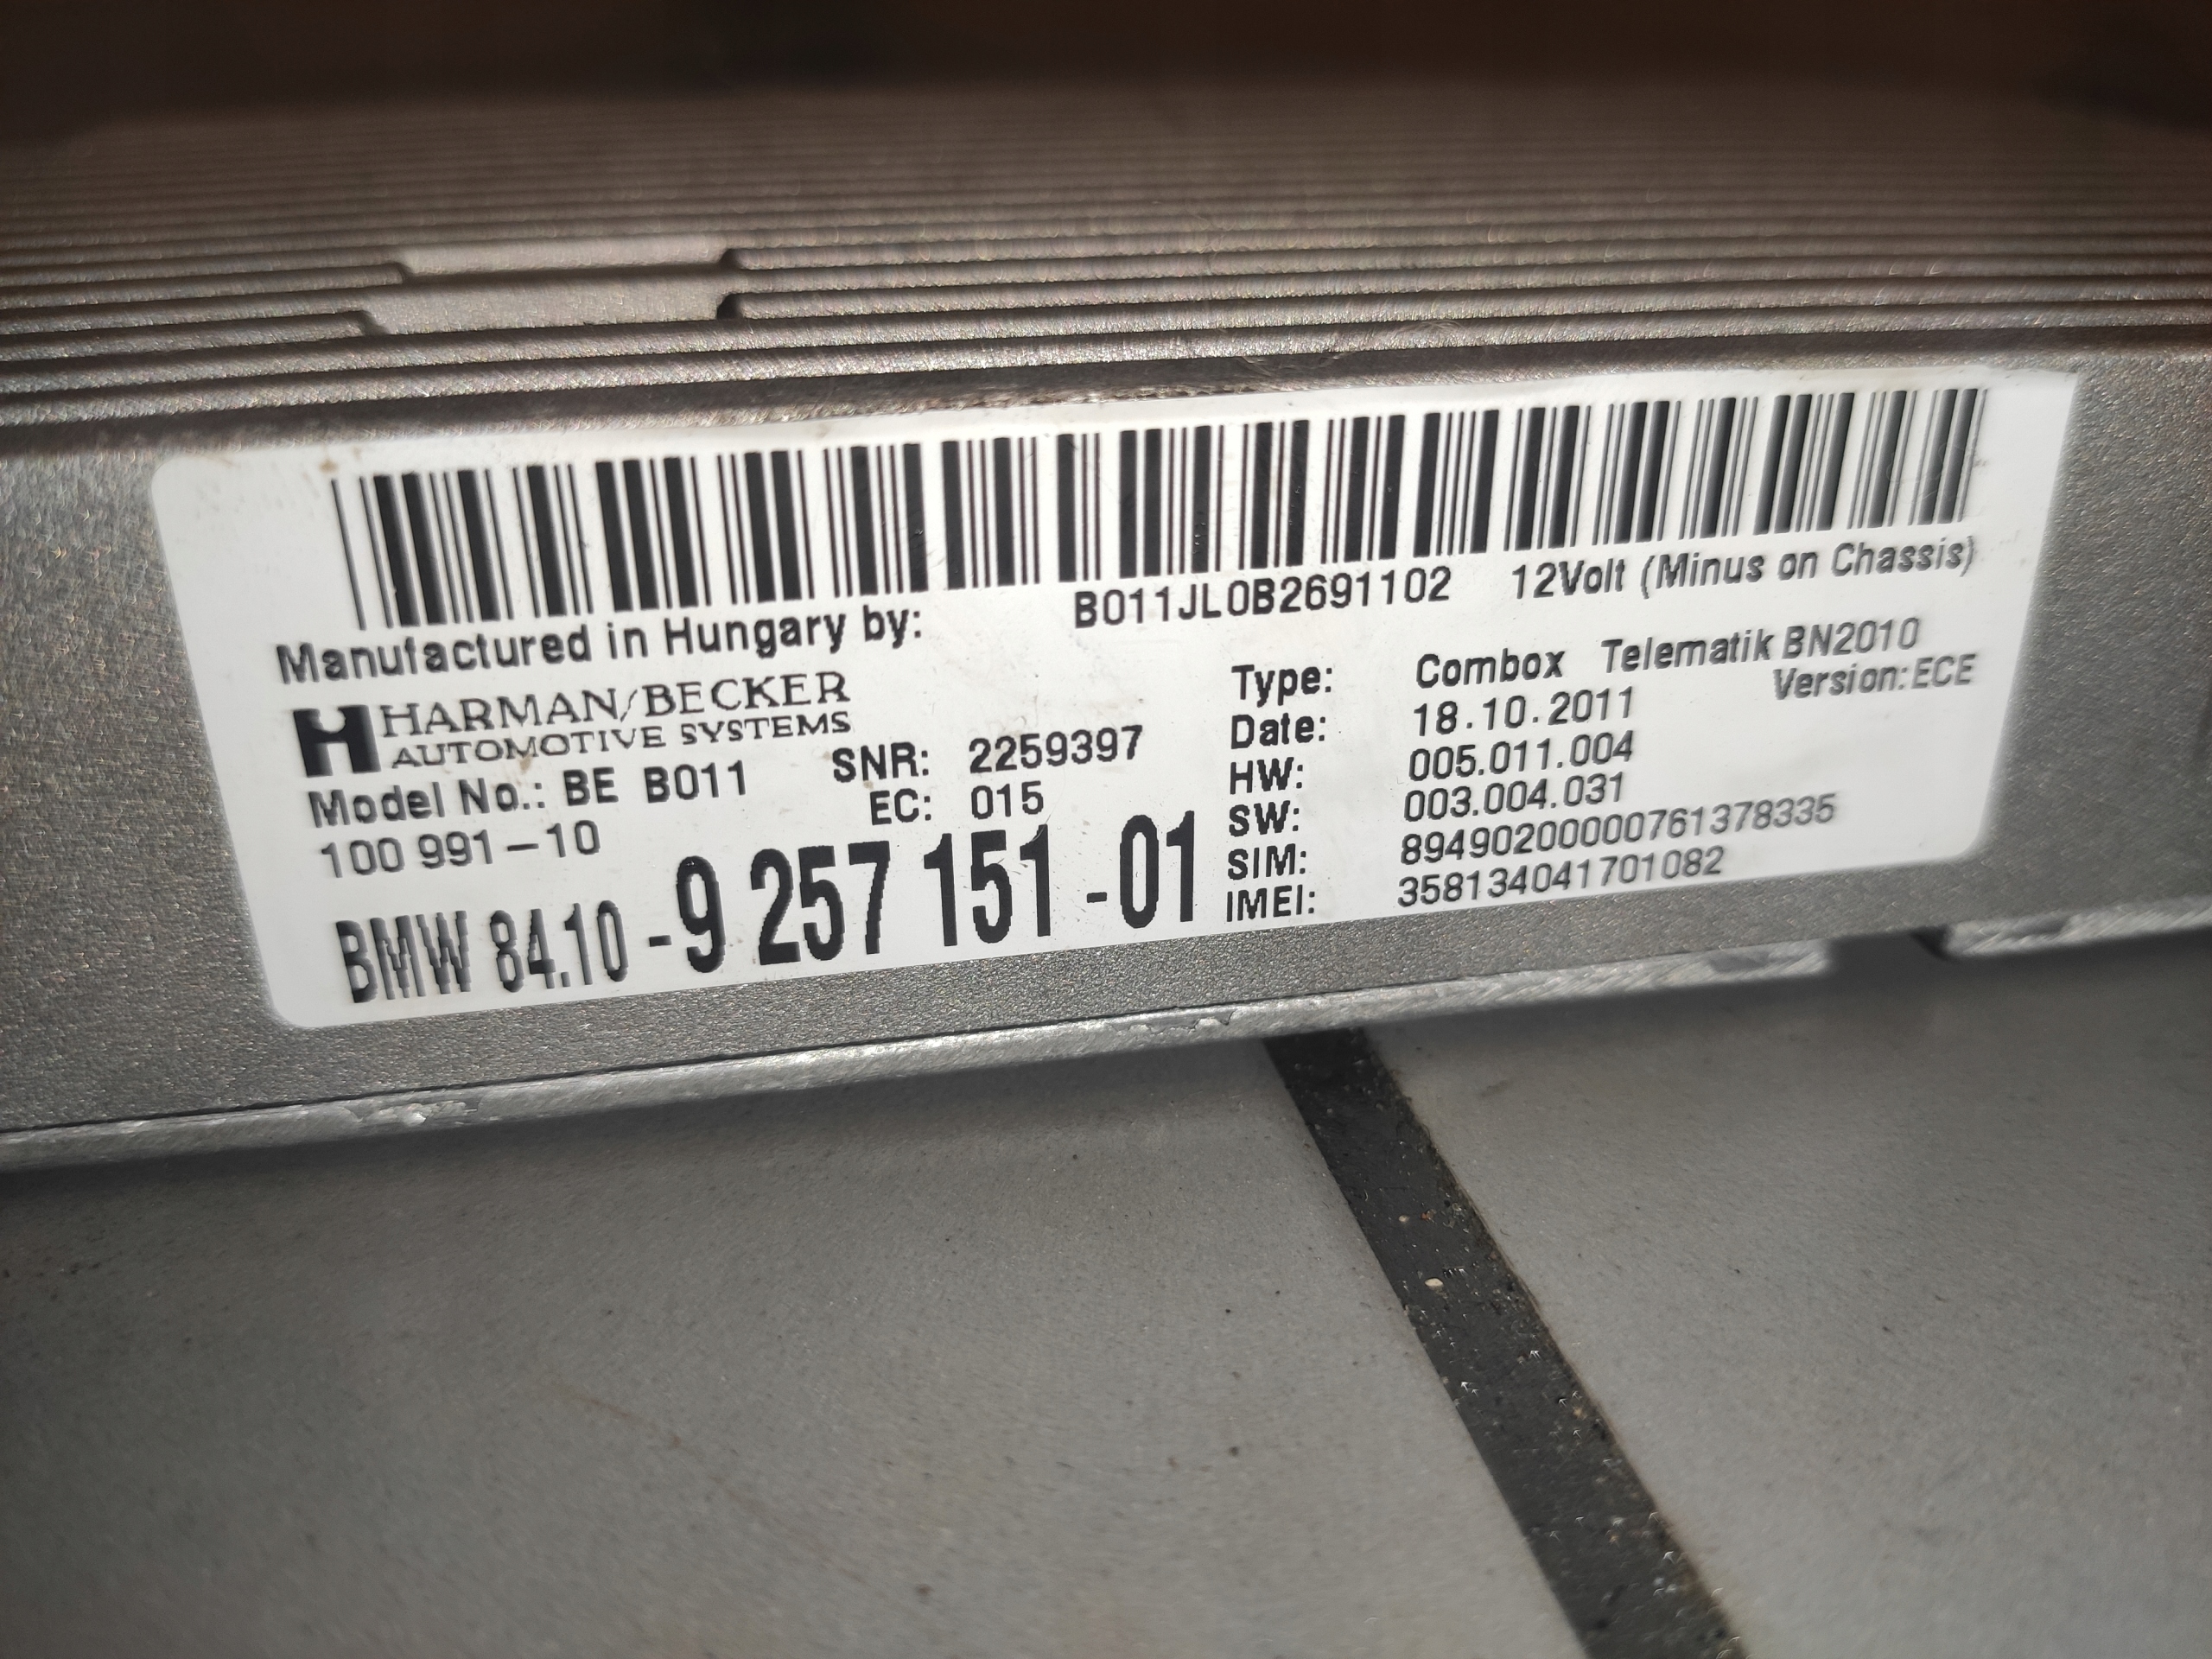 B011JL0B2691102 12Volt (Minus on Chassis)
Manufactured in Hungary by:
HARMAN/BECKER
AUTOMOTIVE SYSTEMS
Model No.: BE B011 SNR: 2259397
100 991-10 EC: 015
BMW 84.10 - 9 257 151 - 01
Type: Combox Telematik BN2010
Version:ECE
Date: 18.10.2011
HW: 005.011.004
SW: 003.004.031
SIM: 89490200000761378335
IMEI: 358134041701082